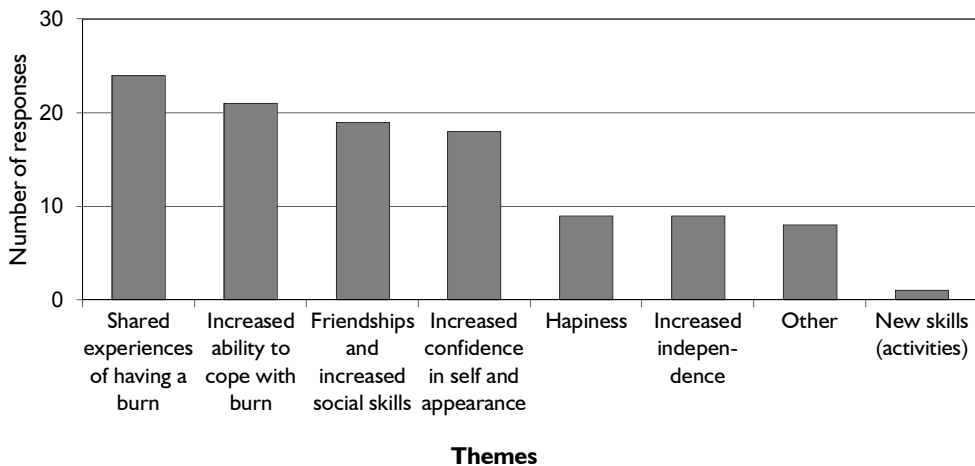 30
20
10
0
Number of responses
Shared
experiences
of having a
burn
Increased
ability to
cope with
burn
Friendships
and
increased
social skills
Increased
confidence
in self and
appearance
Hapiness
Increased
indepen-
dence
Other
New skills
(activities)
Themes